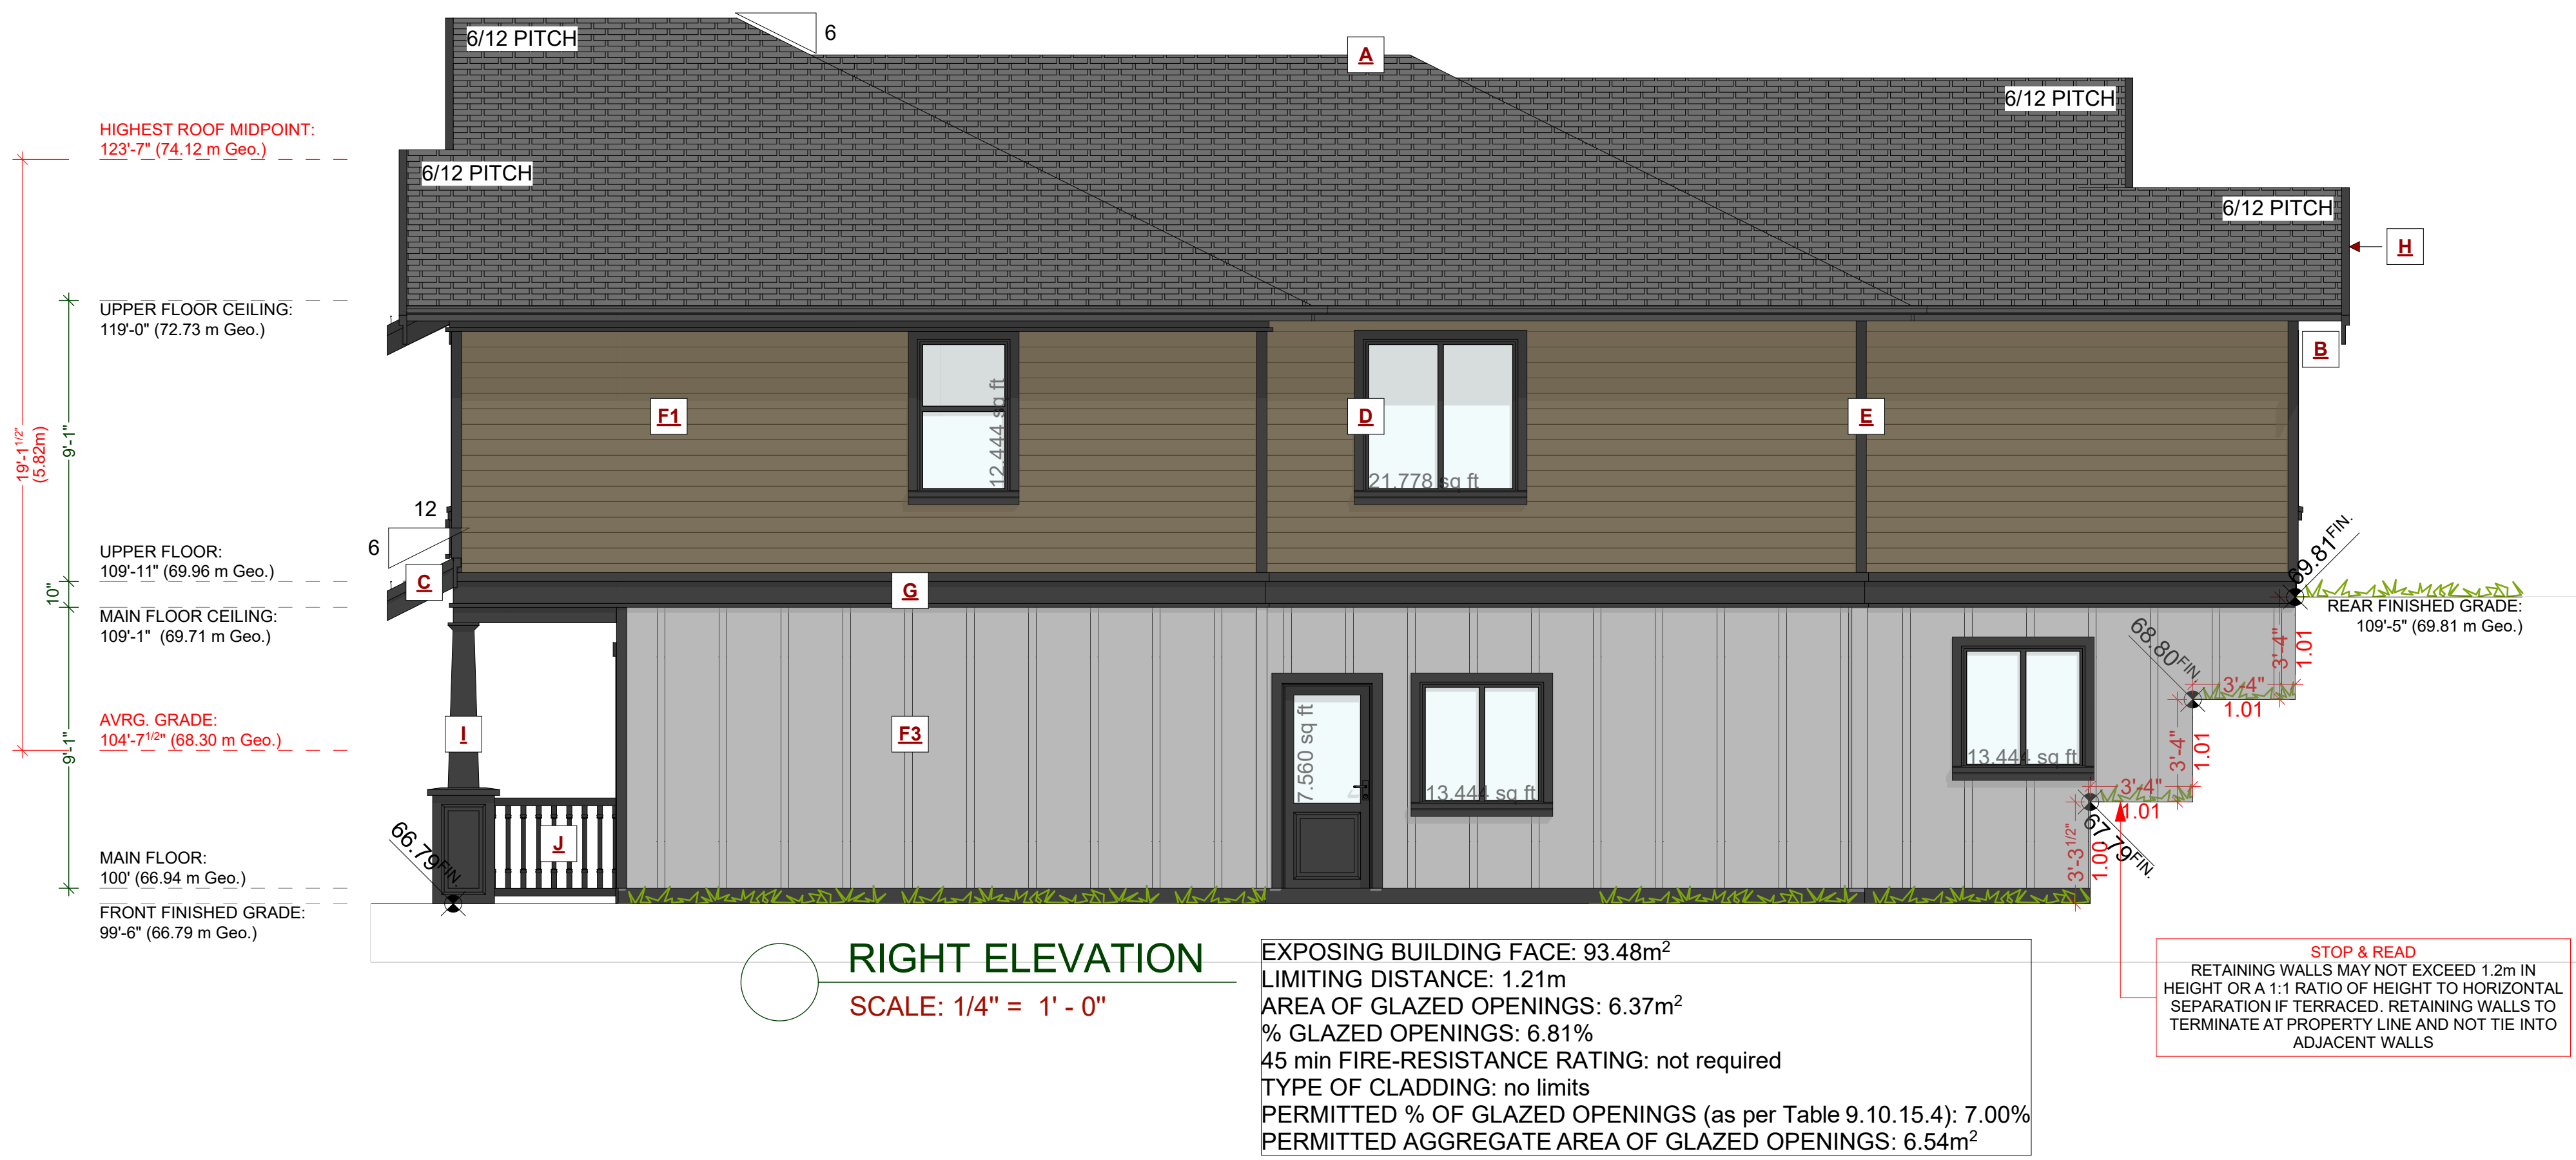 6/12 PITCH
6
A
6/12 PITCH
HIGHEST ROOF MIDPOINT:
123'-7" (74.12 m Geo.)
6/12 PITCH
6/12 PITCH
H
UPPER FLOOR CEILING:
119'-0" (72.73 m Geo.)
B
F1
12.444 sq ft
D
21.778 sq ft
E
19'-1 1/2"
(5.82m)
9'-1"
12
6
UPPER FLOOR:
109'-11" (69.96 m Geo.)
C
G
10"
MAIN FLOOR CEILING:
109'-1" (69.71 m Geo.)
69.81 FIN.
REAR FINISHED GRADE:
109'-5" (69.81 m Geo.)
3'-4"
1.01
68.80 FIN.
3'-4"
1.01
AVRG. GRADE:
104'-7 1/2" (68.30 m Geo.)
9'-1"
I
F3
7.560 sq ft
13.444 sq ft
13.444 sq ft
3'-4"
1.01
3'-4"
1.01
J
66.79 FIN.
67.79 FIN.
3'-3 1/2"
1.00
MAIN FLOOR:
100' (66.94 m Geo.)
FRONT FINISHED GRADE:
99'-6" (66.79 m Geo.)
RIGHT ELEVATION
SCALE: 1/4" = 1' - 0"
EXPOSING BUILDING FACE: 93.48m²
LIMITING DISTANCE: 1.21m
AREA OF GLAZED OPENINGS: 6.37m²
% GLAZED OPENINGS: 6.81%
45 min FIRE-RESISTANCE RATING: not required
TYPE OF CLADDING: no limits
PERMITTED % OF GLAZED OPENINGS (as per Table 9.10.15.4): 7.00%
PERMITTED AGGREGATE AREA OF GLAZED OPENINGS: 6.54m²
STOP & READ
RETAINING WALLS MAY NOT EXCEED 1.2m IN
HEIGHT OR A 1:1 RATIO OF HEIGHT TO HORIZONTAL
SEPARATION IF TERRACED. RETAINING WALLS TO
TERMINATE AT PROPERTY LINE AND NOT TIE INTO
ADJACENT WALLS